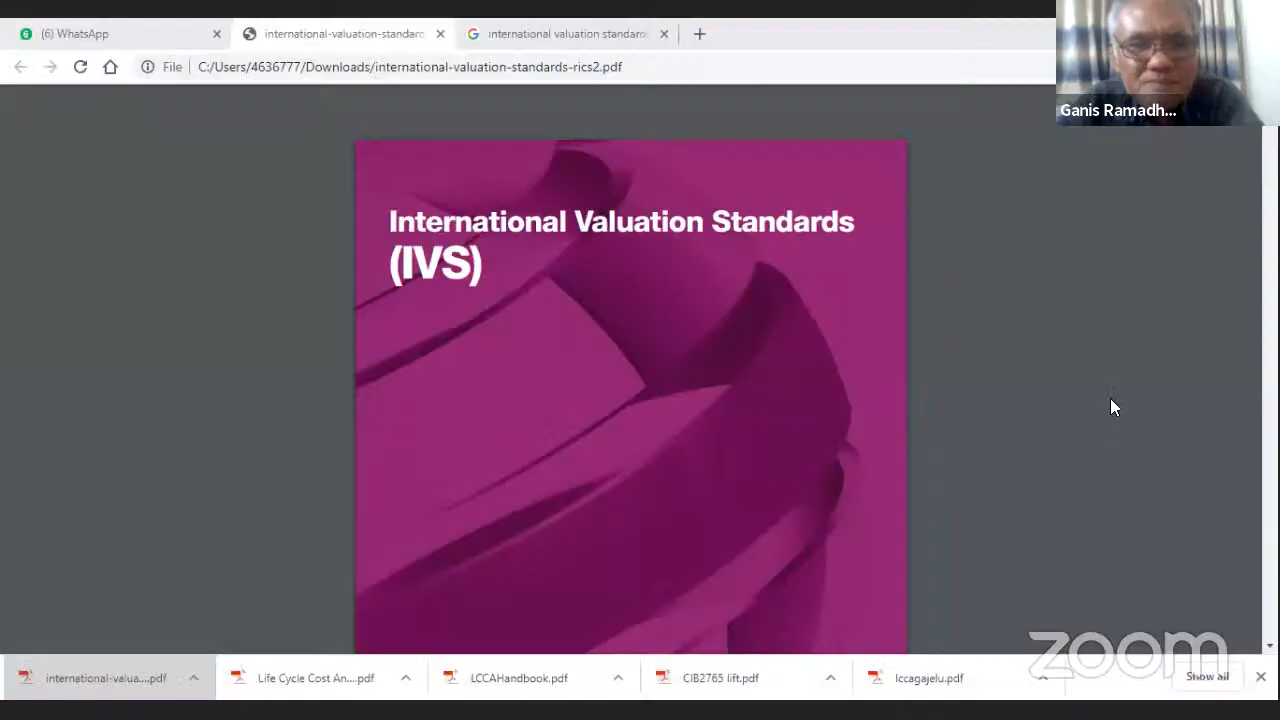 6 (6) WhatsApp
international-valuation-standarc
international valuation standard
File C:/Users/4636777/Downloads/international-valuation-standards-rics2.pdf
Ganis Ramadh...
International Valuation Standards
(IVS)
zoom
international-valua....pdf
Life Cycle Cost An....pdf
LCCAHandbook.pdf
CIB2765 lift.pdf
lccagajelu.pdf
Show all